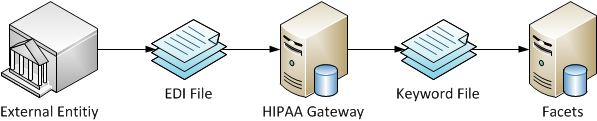 External Entitiy
EDI File
HIPAA Gateway
Keyword File
Facets